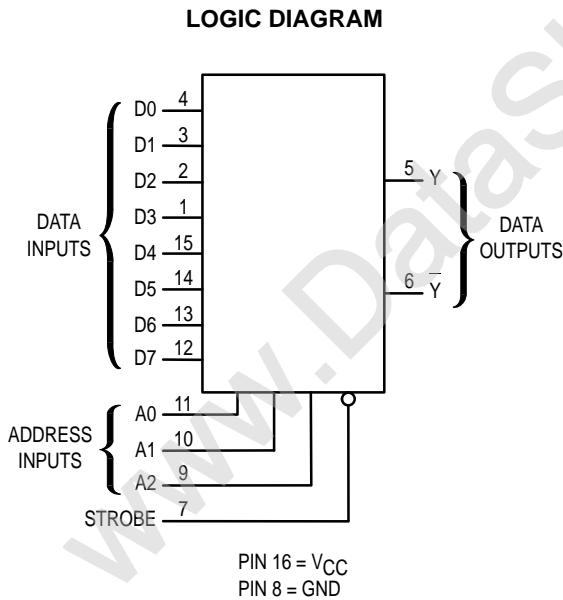 LOGIC DIAGRAM
D0 4
D1 3
D2 2
D3 1
D4 15
D5 14
D6 13
D7 12
DATA
INPUTS
5 Y
6 Y̅
DATA
OUTPUTS
A0 11
A1 10
A2 9
ADDRESS
INPUTS
STROBE 7
PIN 16 = VCC
PIN 8 = GND
www.DataS